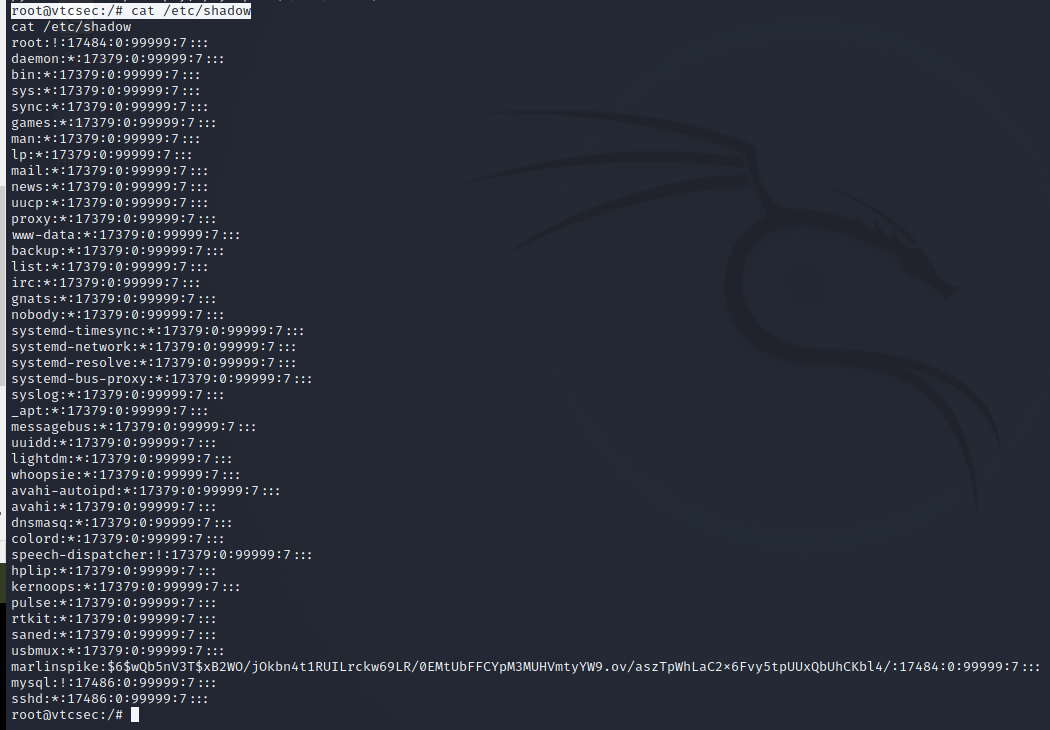 root@vtcsec:/# cat /etc/shadow
cat /etc/shadow
root:!:17484:0:99999:7:::
daemon:*:17379:0:99999:7:::
bin:*:17379:0:99999:7:::
sys:*:17379:0:99999:7:::
sync:*:17379:0:99999:7:::
games:*:17379:0:99999:7:::
man:*:17379:0:99999:7:::
lp:*:17379:0:99999:7:::
mail:*:17379:0:99999:7:::
news:*:17379:0:99999:7:::
uucp:*:17379:0:99999:7:::
proxy:*:17379:0:99999:7:::
www-data:*:17379:0:99999:7:::
backup:*:17379:0:99999:7:::
list:*:17379:0:99999:7:::
irc:*:17379:0:99999:7:::
gnats:*:17379:0:99999:7:::
nobody:*:17379:0:99999:7:::
systemd-timesync:*:17379:0:99999:7:::
systemd-network:*:17379:0:99999:7:::
systemd-resolve:*:17379:0:99999:7:::
systemd-bus-proxy:*:17379:0:99999:7:::
syslog:*:17379:0:99999:7:::
_apt:*:17379:0:99999:7:::
messagebus:*:17379:0:99999:7:::
uuidd:*:17379:0:99999:7:::
lightdm:*:17379:0:99999:7:::
whoopsie:*:17379:0:99999:7:::
avahi-autoipd:*:17379:0:99999:7:::
avahi:*:17379:0:99999:7:::
dnsmasq:*:17379:0:99999:7:::
colord:*:17379:0:99999:7:::
speech-dispatcher:!:17379:0:99999:7:::
hplip:*:17379:0:99999:7:::
kernoops:*:17379:0:99999:7:::
pulse:*:17379:0:99999:7:::
rtkit:*:17379:0:99999:7:::
saned:*:17379:0:99999:7:::
usbmux:*:17379:0:99999:7:::
marlinspike:$6$wQb5nV3T$xB2WO/jOkbn4t1RUILrckw69LR/0EMtUbFFCYpM3MUHVmtyYW9.ov/aszTpWhLaC2x6Fvy5tpUUxQbUhCKbl4/:17484:0:99999:7:::
mysql:!:17486:0:99999:7:::
sshd:*:17486:0:99999:7:::
root@vtcsec:/#